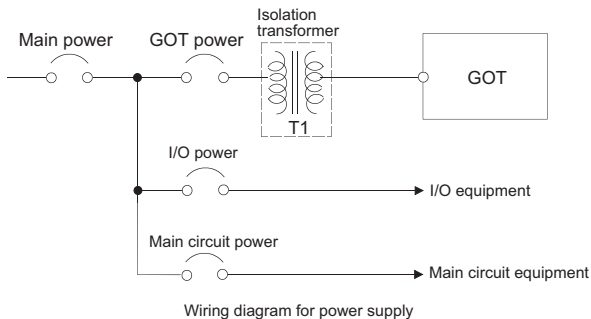 Isolation
transformer
Main power
GOT power
GOT
T1
I/O power
I/O equipment
Main circuit power
Main circuit equipment
Wiring diagram for power supply